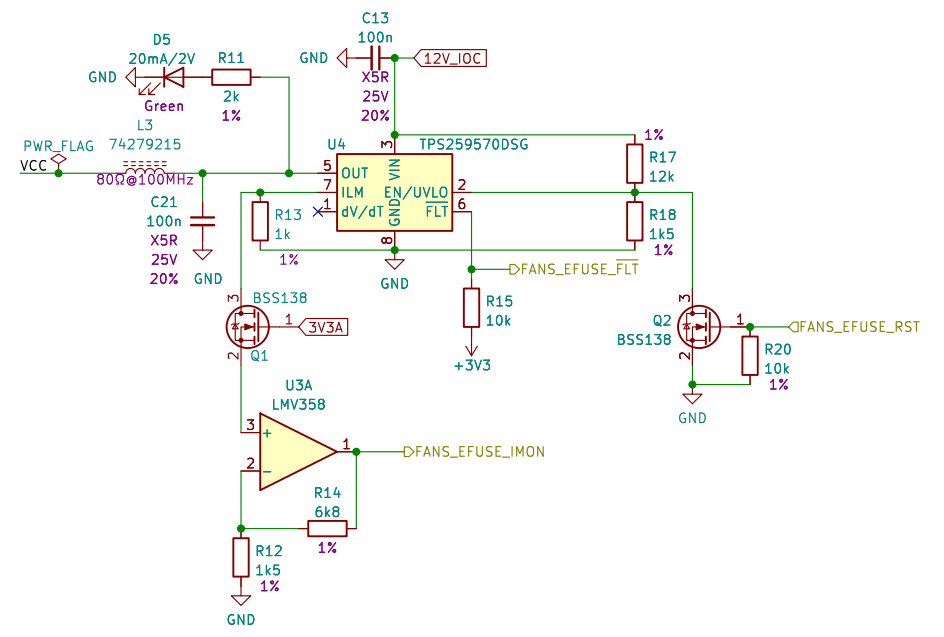 C13
100n
GND
12V_IOC
X5R
25V
20%
D5
20mA/2V
GND
Green
R11
2k
1%
L3
74279215
PWR_FLAG
VCC
80Ω@100MHz
C21
100n
X5R
25V
20%
GND
U4
TPS259570DSG
3
VIN
5
OUT
7
ILM
1
dV/dT
EN/UVLO
2
FLT
6
GND
8
GND
R13
1k
1%
1%
R17
12k
R18
1k5
1%
FANS_EFUSE_FLT
R15
10k
+3V3
3
BSS138
1
3V3A
2
Q1
3
Q2
BSS138
1
2
FANS_EFUSE_RST
R20
10k
1%
GND
U3A
LMV358
3
+
2
−
1
FANS_EFUSE_IMON
R14
6k8
1%
R12
1k5
1%
GND